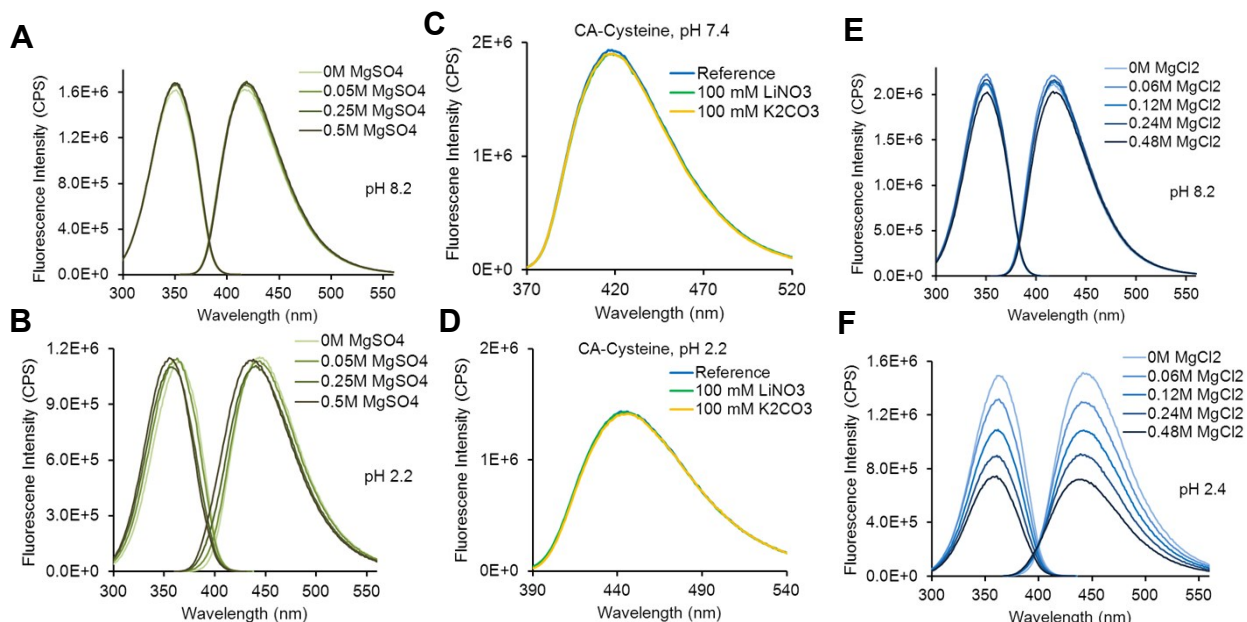 A
Fluorescence Intensity (CPS)
1.6E+6
1.2E+6
8.0E+5
4.0E+5
0.0E+0
0M MgSO4
0.05M MgSO4
0.25M MgSO4
0.5M MgSO4
pH 8.2
300 350 400 450 500 550
Wavelength (nm)
B
Fluorescene Intensity (CPS)
1.2E+6
9.0E+5
6.0E+5
3.0E+5
0.0E+0
0M MgSO4
0.05M MgSO4
0.25M MgSO4
0.5M MgSO4
pH 2.2
300 350 400 450 500 550
Wavelength (nm)
C
CA-Cysteine, pH 7.4
Fluorescene Intensity (CPS)
2E+6
1E+6
0E+0
Reference
100 mM LiNO3
100 mM K2CO3
370 420 470 520
Wavelength (nm)
D
CA-Cysteine, pH 2.2
Fluorescene Intensity (CPS)
2E+6
1E+6
0E+0
Reference
100 mM LiNO3
100 mM K2CO3
390 440 490 540
Wavelength (nm)
E
Fluorescence Intensity (CPS)
2.0E+6
1.5E+6
1.0E+6
5.0E+5
0.0E+0
0M MgCl2
0.06M MgCl2
0.12M MgCl2
0.24M MgCl2
0.48M MgCl2
pH 8.2
300 350 400 450 500 550
Wavelength (nm)
F
Fluorescence Intensity (CPS)
1.6E+6
1.2E+6
8.0E+5
4.0E+5
0.0E+0
0M MgCl2
0.06M MgCl2
0.12M MgCl2
0.24M MgCl2
0.48M MgCl2
pH 2.4
300 350 400 450 500 550
Wavelength (nm)